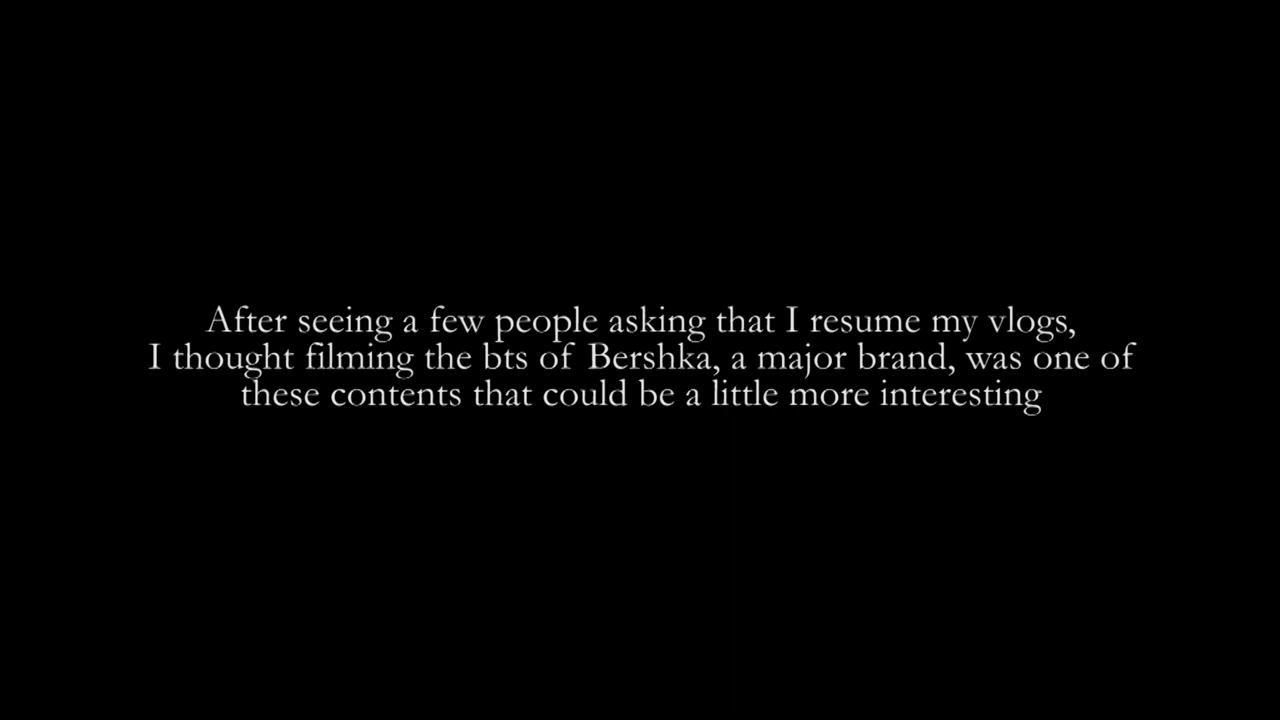 After seeing a few people asking that I resume my vlogs,
I thought filming the bts of Bershka, a major brand, was one of
these contents that could be a little more interesting